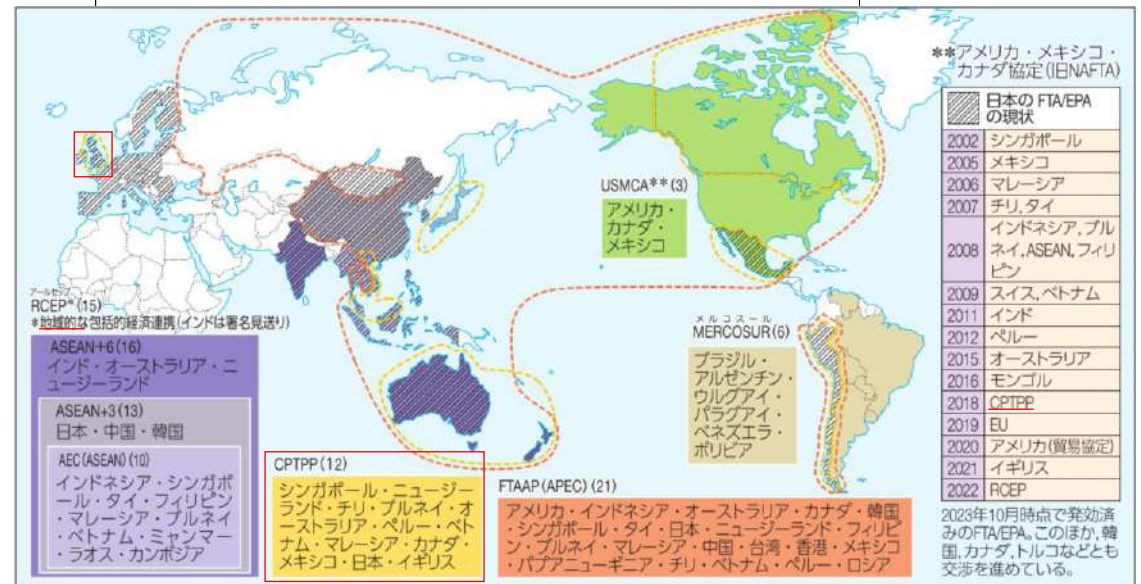 **アメリカ・メキシコ・
カナダ協定(旧NAFTA)
日本の FTA/EPA
の現状
2002 シンガポール
2005 メキシコ
2006 マレーシア
2007 チリ,タイ
2008 インドネシア,ブル
ネイ,ASEAN,フィリ
ピン
2009 スイス,ベトナム
2011 インド
2012 ペルー
2015 オーストラリア
2016 モンゴル
2018 CPTPP
2019 EU
2020 アメリカ(貿易協定)
2021 イギリス
2022 RCEP
2023年10月時点で発効済
みのFTA/EPA。このほか,韓
国,カナダ,トルコなどとも
交渉を進めている。
USMCA**(3)
アメリカ・
カナダ・
メキシコ
アールセップ
RCEP*(15)
*地域的な包括的経済連携(インドは署名見送り)
ASEAN+6(16)
インド・オーストラリア・ニ
ュージーランド
ASEAN+3(13)
日本・中国・韓国
AEC(ASEAN)(10)
インドネシア・シンガポ
ール・タイ・フィリピン
・マレーシア・ブルネイ
・ベトナム・ミャンマー
・ラオス・カンボジア
CPTPP(12)
シンガポール・ニュージー
ランド・チリ・ブルネイ・オ
ーストラリア・ペルー・ベト
ナム・マレーシア・カナダ・
メキシコ・日本・イギリス
メルコスール
MERCOSUR(6)
ブラジル・
アルゼンチン・
ウルグアイ・
パラグアイ・
ベネズエラ・
ボリビア
FTAAP(APEC)(21)
アメリカ・インドネシア・オーストラリア・カナダ・韓国
・シンガポール・タイ・日本・ニュージーランド・フィリピ
ン・ブルネイ・マレーシア・中国・台湾・香港・メキシコ
・パプアニューギニア・チリ・ベトナム・ペルー・ロシア